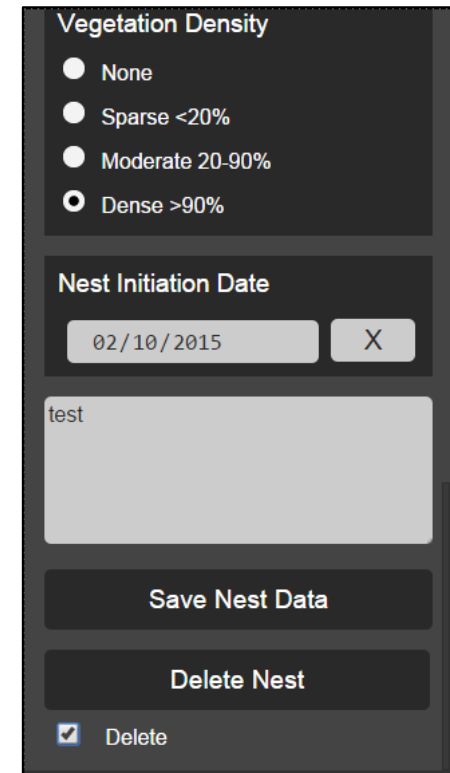 Vegetation Density
None
Sparse <20%
Moderate 20-90%
Dense >90%
Nest Initiation Date
02/10/2015 X
test
Save Nest Data
Delete Nest
Delete